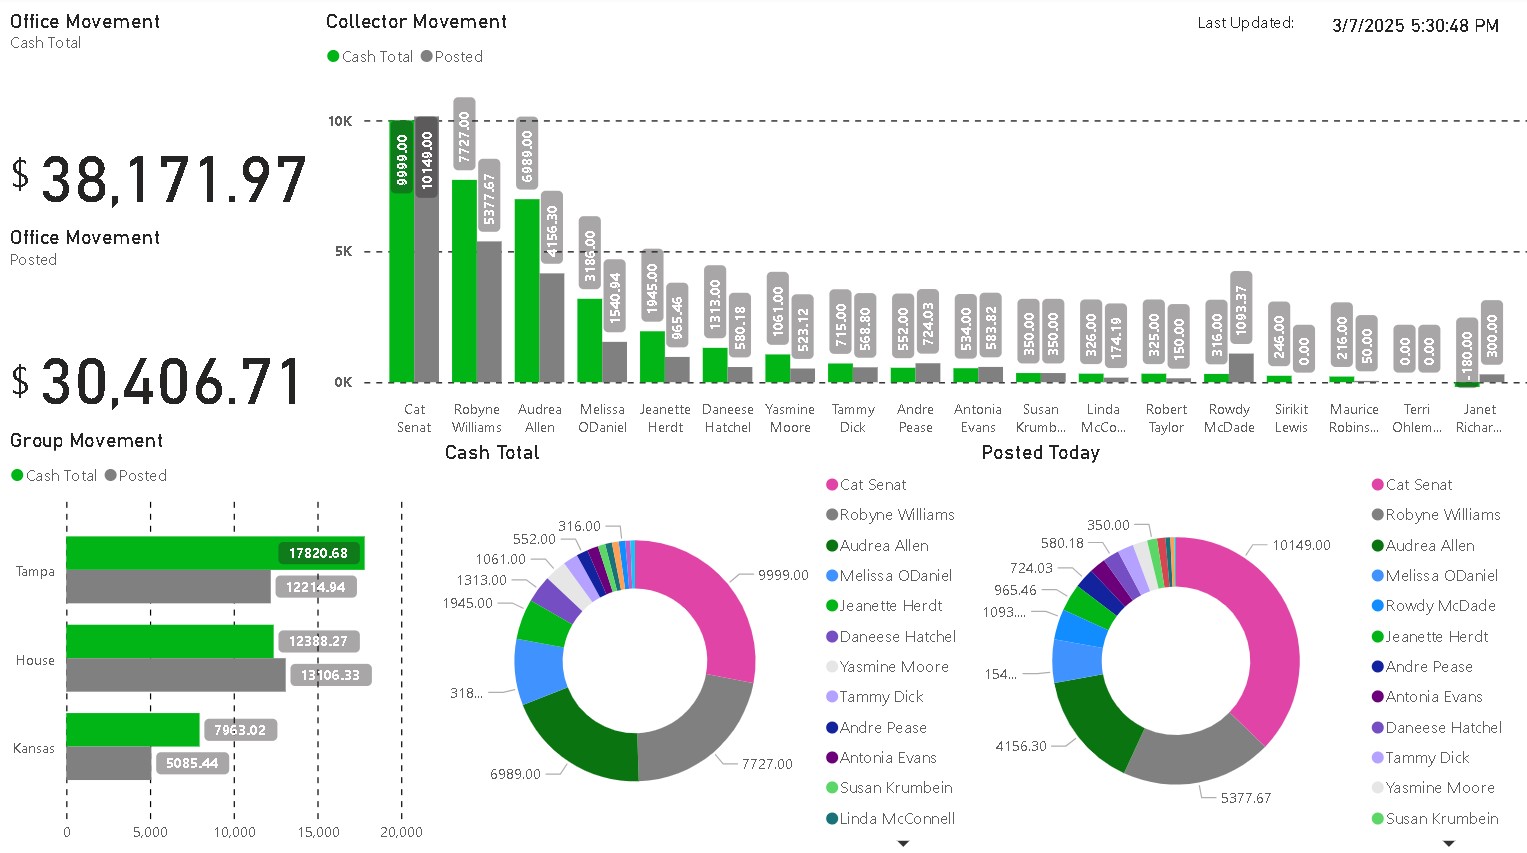 Office Movement
Cash Total
$ 38,171.97
Office Movement
Posted
$ 30,406.71
Collector Movement
Cash Total Posted
Last Updated: 3/7/2025 5:30:48 PM
10K
5K
0K
9999.00 10149.00
7727.00 5377.67
6989.00 4156.30
3186.00 1540.94
1945.00 965.46
1313.00 580.18
1061.00 523.12
715.00 568.80
552.00 724.03
534.00 583.82
350.00 350.00
326.00 174.19
325.00 150.00
316.00 1093.37
246.00 0.00
216.00 50.00
0.00 0.00
-180.00 300.00
Cat Senat
Robyne Williams
Audrea Allen
Melissa ODaniel
Jeanette Herdt
Daneese Hatchel
Yasmine Moore
Tammy Dick
Andre Pease
Antonia Evans
Susan Krumb...
Linda McCo...
Robert Taylor
Rowdy McDade
Sirikit Lewis
Maurice Robins...
Terri Ohlem...
Janet Richar...
Group Movement
Cash Total Posted
Tampa
17820.68
12214.94
House
12388.27
13106.33
Kansas
7963.02
5085.44
0 5,000 10,000 15,000 20,000
Cash Total
316.00
552.00
1061.00
1313.00
1945.00
318...
6989.00
7727.00
9999.00
Cat Senat
Robyne Williams
Audrea Allen
Melissa ODaniel
Jeanette Herdt
Daneese Hatchel
Yasmine Moore
Tammy Dick
Andre Pease
Antonia Evans
Susan Krumbein
Linda McConnell
Posted Today
350.00
580.18
724.03
965.46
1093....
154...
4156.30
5377.67
10149.00
Cat Senat
Robyne Williams
Audrea Allen
Melissa ODaniel
Rowdy McDade
Jeanette Herdt
Andre Pease
Antonia Evans
Daneese Hatchel
Tammy Dick
Yasmine Moore
Susan Krumbein